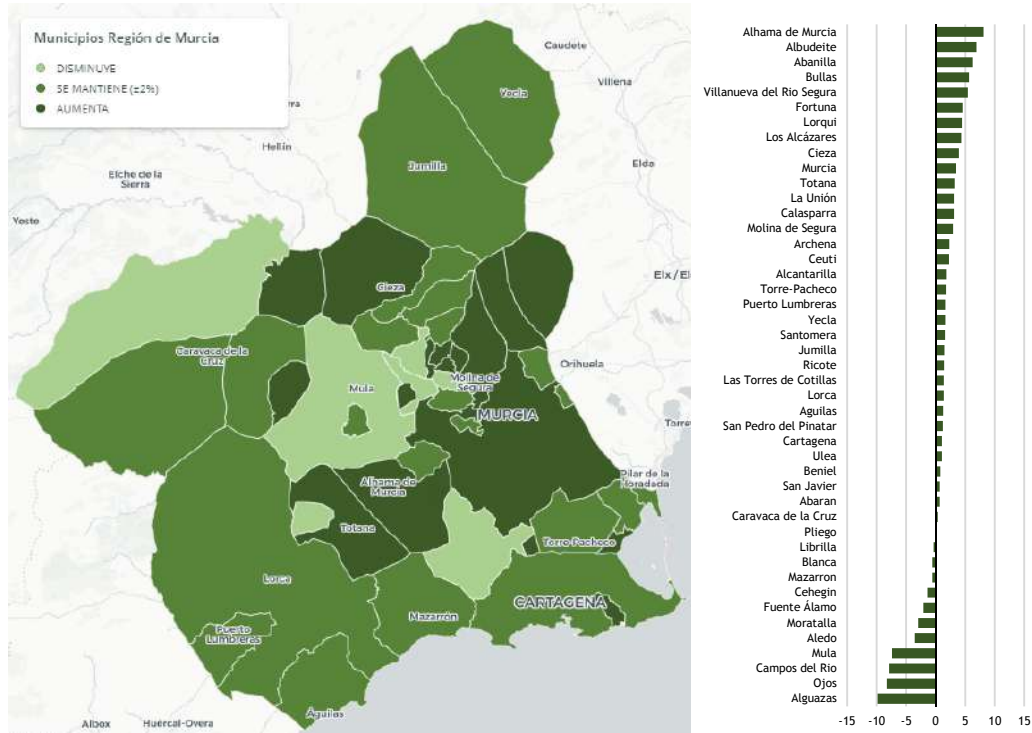 Municipios Región de Murcia
DISMINUYE
SE MANTIENE (±2%)
AUMENTA
Caudete
Villena
Yecla
Hellín
Jumilla
Elda
Elche de la
Sierra
Yeste
Cieza
Caravaca de la
Cruz
Orihuela
Mula
Molina de
Segura
MURCIA
Pilar de la
Horadada
Alhama de
Murcia
Totana
Torre-Pacheco
Lorca
CARTAGENA
Mazarrón
Puerto
Lumbreras
Águilas
Albox
Huércal-Overa
Alhama de Murcia
Albudeite
Abanilla
Bullas
Villanueva del Rio Segura
Fortuna
Lorqui
Los Alcázares
Cieza
Murcia
Totana
La Unión
Calasparra
Molina de Segura
Archena
Ceuti
Alcantarilla
Torre-Pacheco
Puerto Lumbreras
Yecla
Santomera
Jumilla
Ricote
Las Torres de Cotillas
Lorca
Aguilas
San Pedro del Pinatar
Cartagena
Ulea
Beniel
San Javier
Abaran
Caravaca de la Cruz
Pliego
Librilla
Blanca
Mazarron
Cehegin
Fuente Álamo
Moratalla
Aledo
Mula
Campos del Rio
Ojos
Alguazas
-15 -10 -5 0 5 10 15